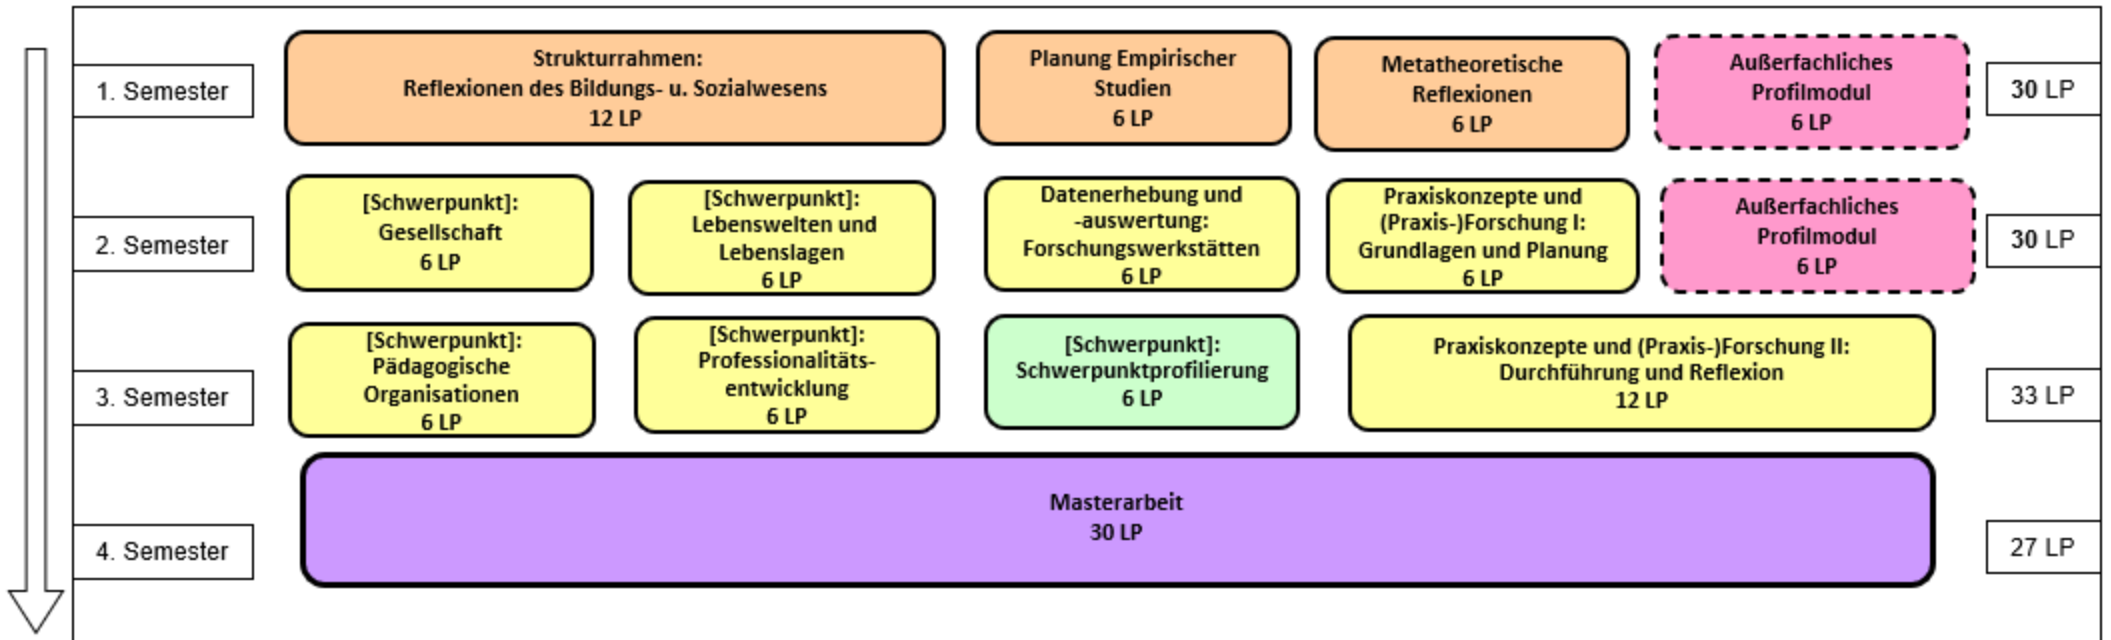 1. Semester
Strukturrahmen:
Reflexionen des Bildungs- u. Sozialwesens
12 LP
Planung Empirischer
Studien
6 LP
Metatheoretische
Reflexionen
6 LP
Außerfachliches
Profilmodul
6 LP
30 LP
2. Semester
[Schwerpunkt]:
Gesellschaft
6 LP
[Schwerpunkt]:
Lebenswelten und
Lebenslagen
6 LP
Datenerhebung und
-auswertung:
Forschungswerkstätten
6 LP
Praxiskonzepte und
(Praxis-)Forschung I:
Grundlagen und Planung
6 LP
Außerfachliches
Profilmodul
6 LP
30 LP
3. Semester
[Schwerpunkt]:
Pädagogische
Organisationen
6 LP
[Schwerpunkt]:
Professionalitäts-
entwicklung
6 LP
[Schwerpunkt]:
Schwerpunktprofilierung
6 LP
Praxiskonzepte und (Praxis-)Forschung II:
Durchführung und Reflexion
12 LP
33 LP
4. Semester
Masterarbeit
30 LP
27 LP